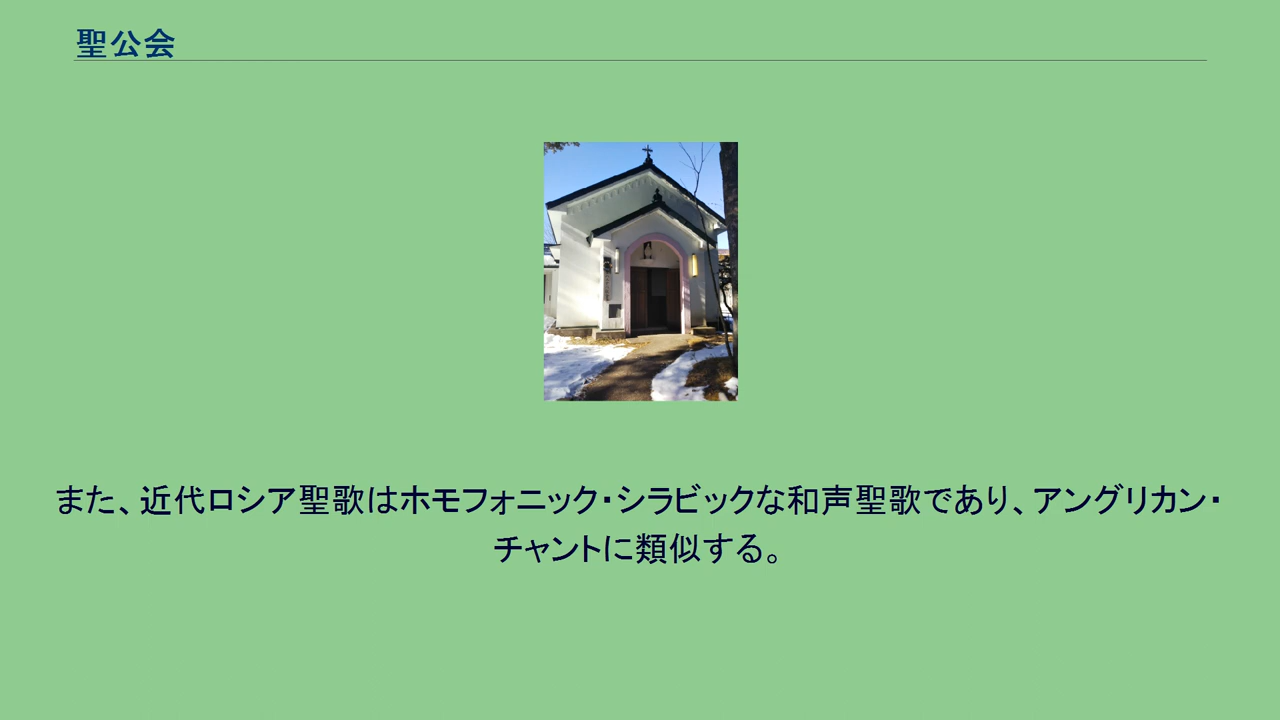 聖公会
また、近代ロシア聖歌はホモフォニック・シラビックな和声聖歌であり、アングリカン・
チャントに類似する。